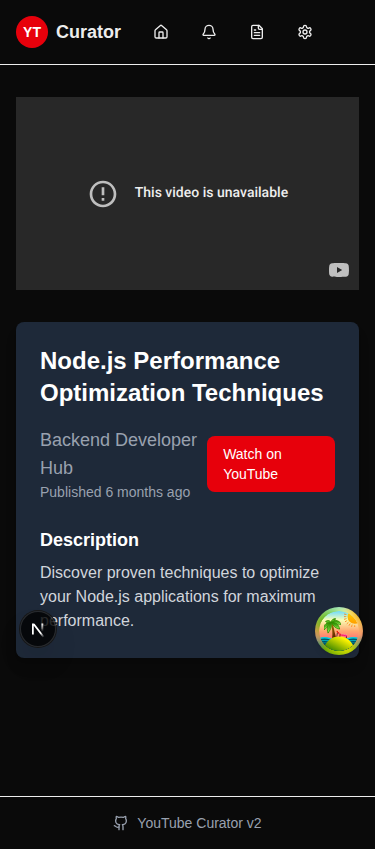 YT Curator
This video is unavailable
Node.js Performance
Optimization Techniques
Backend Developer
Hub
Published 6 months ago
Watch on
YouTube
Description
Discover proven techniques to optimize
your Node.js applications for maximum
performance.
N
YouTube Curator v2